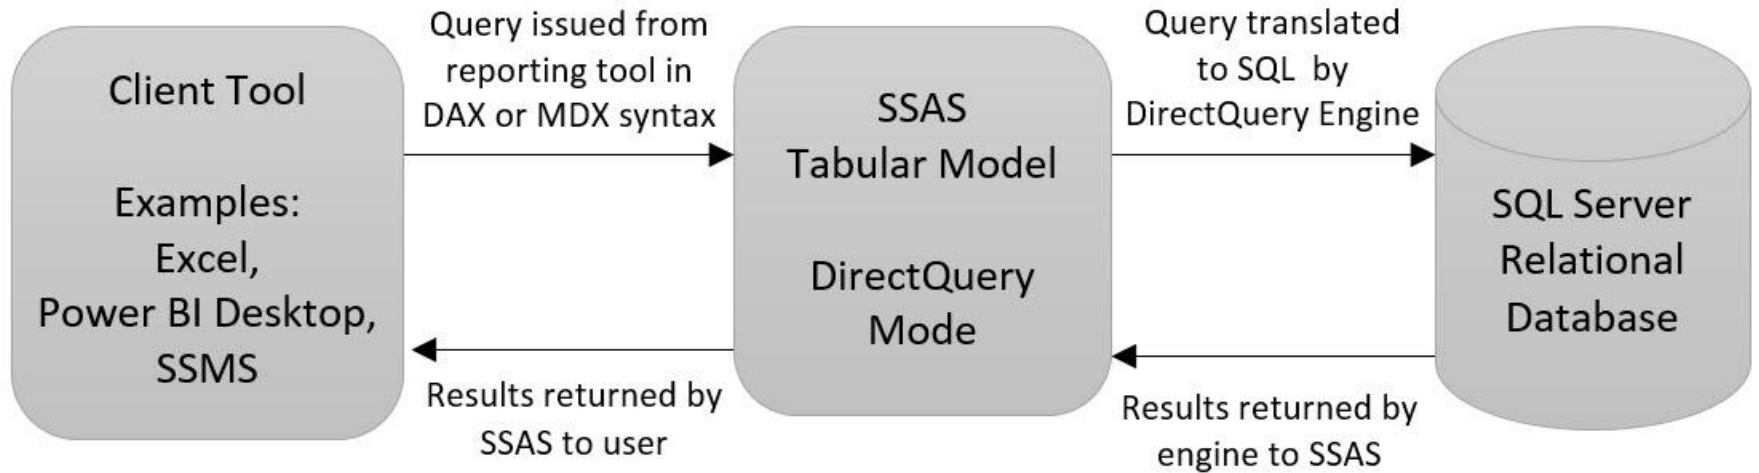 Client Tool
Examples:
Excel,
Power BI Desktop,
SSMS
Query issued from
reporting tool in
DAX or MDX syntax
Results returned by
SSAS to user
SSAS
Tabular Model
DirectQuery
Mode
Query translated
to SQL by
DirectQuery Engine
Results returned by
engine to SSAS
SQL Server
Relational
Database